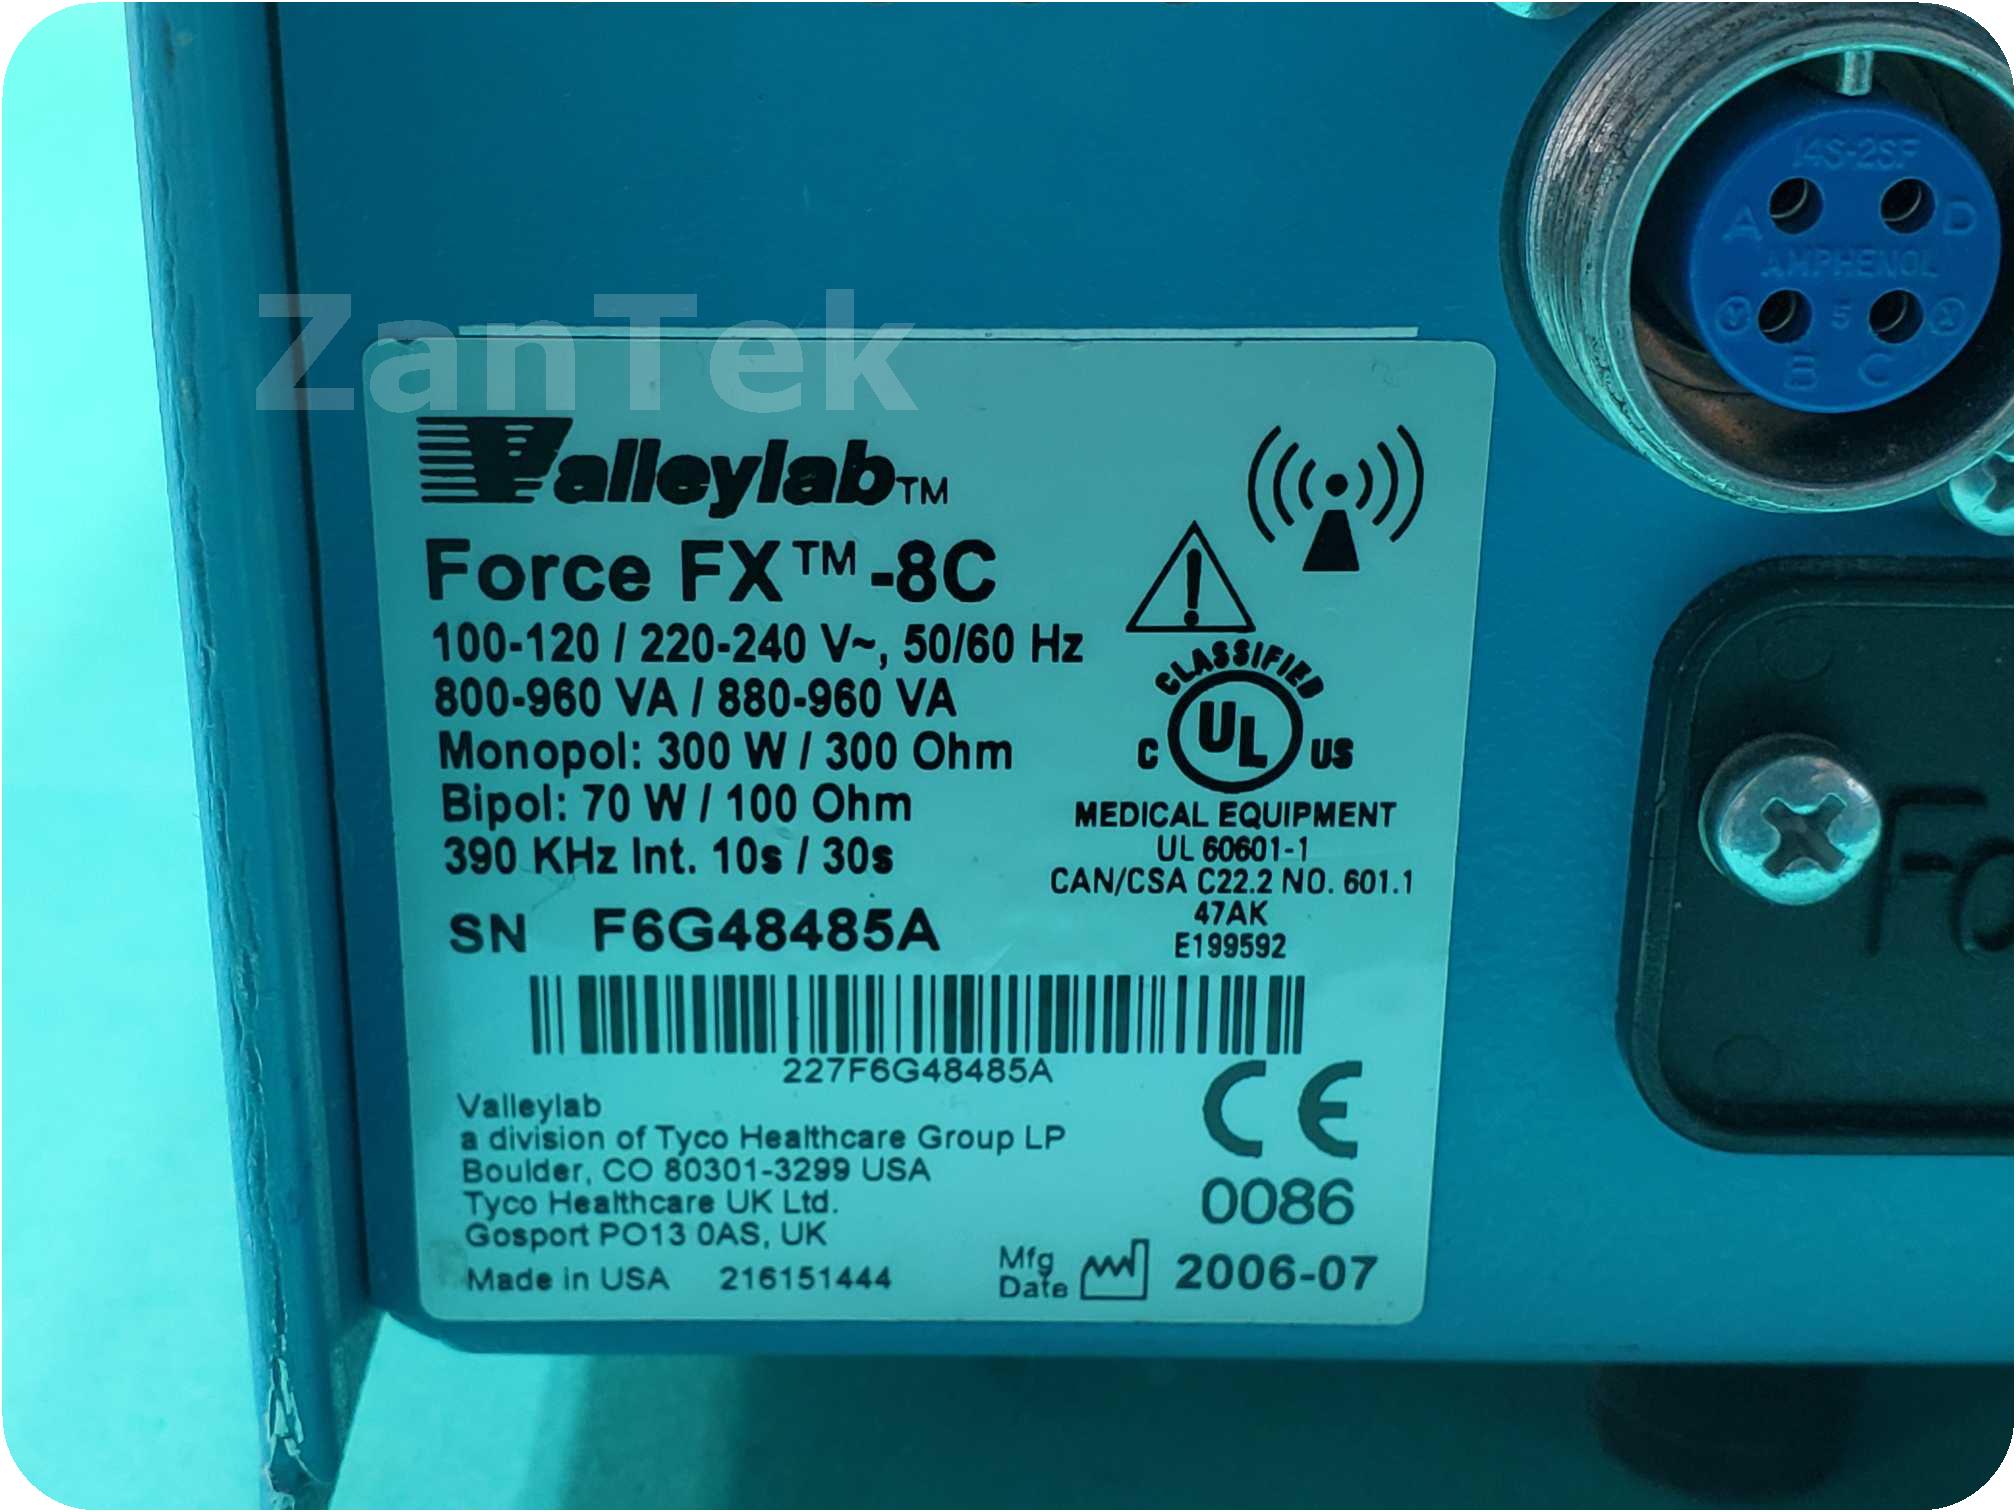 14S-2SF
A D
AMPHENOL
5
B C
ZanTek
Valleylab™
Force FX™-8C
100-120 / 220-240 V~, 50/60 Hz
800-960 VA / 880-960 VA
Monopol: 300 W / 300 Ohm
Bipol: 70 W / 100 Ohm
390 KHz Int. 10s / 30s
SN F6G48485A
CLASSIFIED
C UL US
MEDICAL EQUIPMENT
UL 60601-1
CAN/CSA C22.2 NO. 601.1
47AK
E199592
227F6G48485A
Valleylab
a division of Tyco Healthcare Group LP
Boulder, CO 80301-3299 USA
Tyco Healthcare UK Ltd.
Gosport PO13 0AS, UK
Made in USA 216151444
CE
0086
Mfg
Date 2006-07
Fo